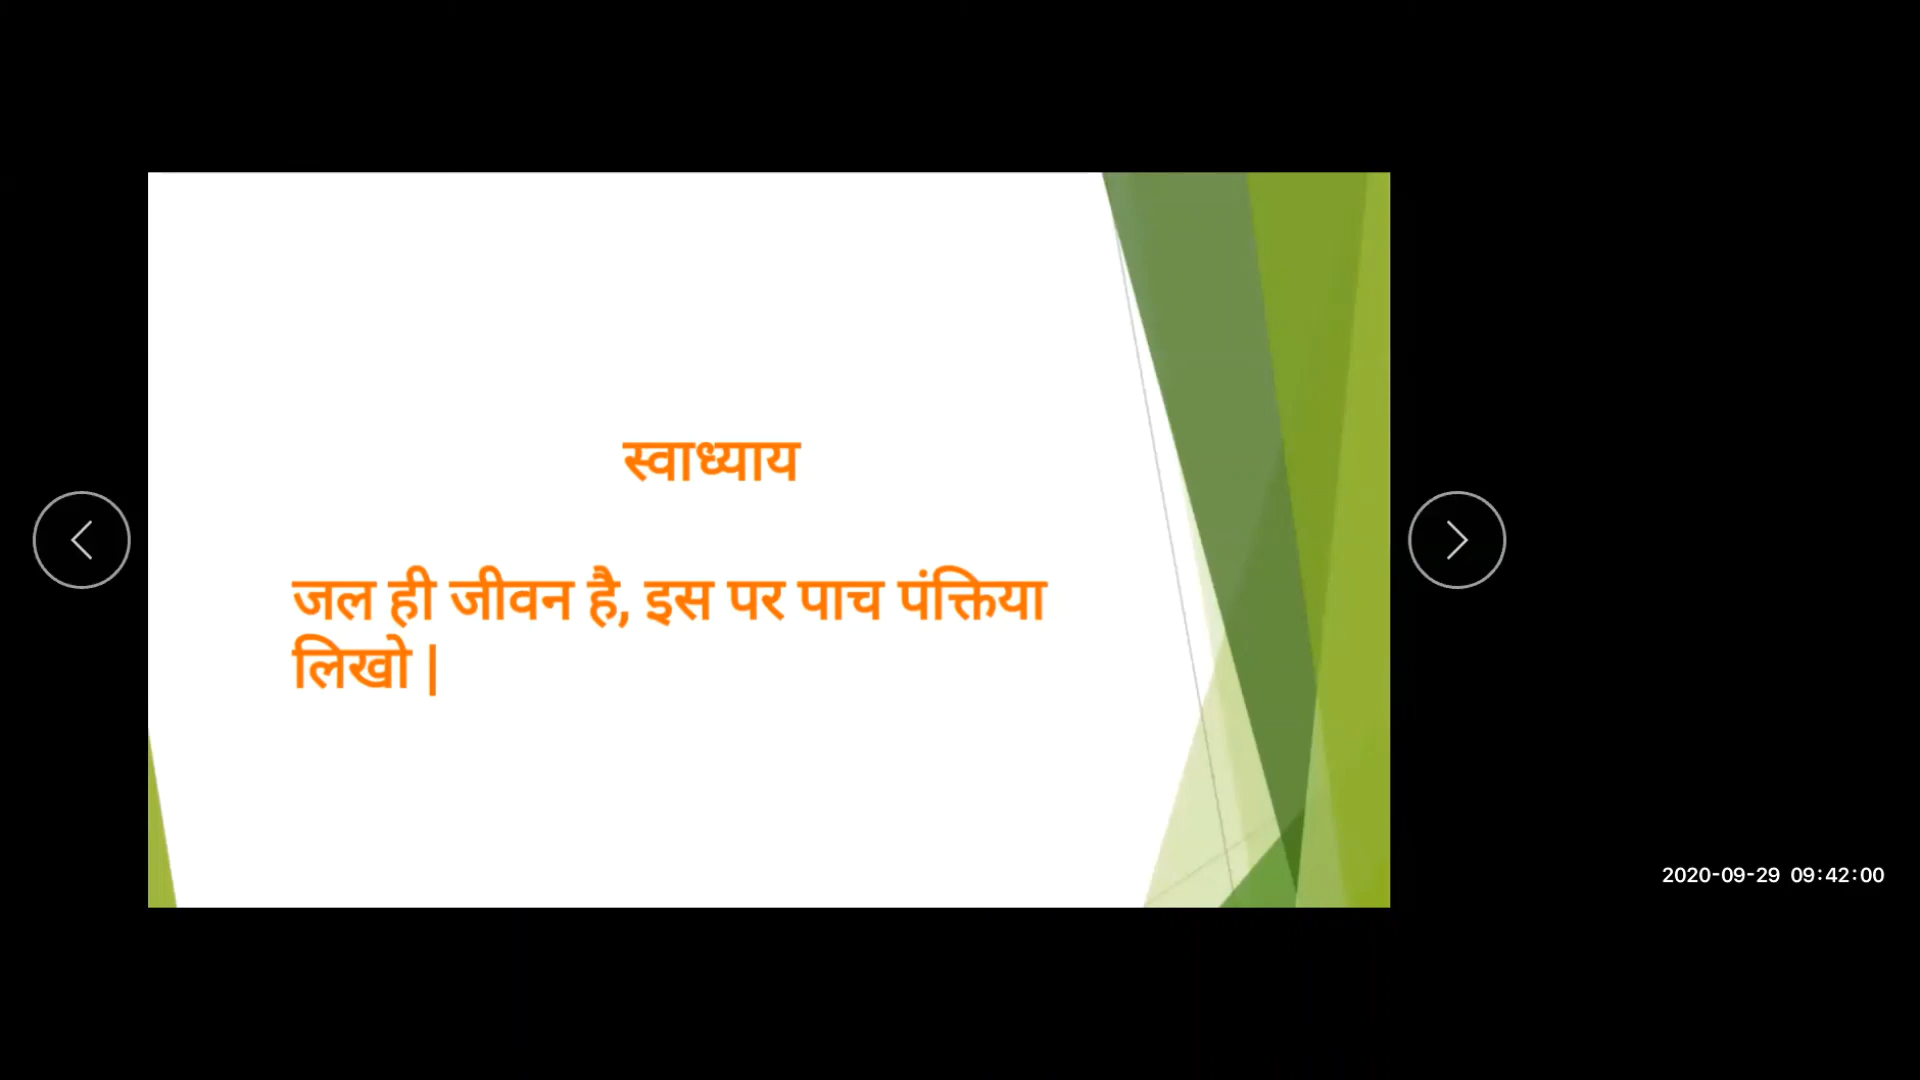 स्वाध्याय
जल ही जीवन है, इस पर पाच पंक्तिया
लिखो |
2020-09-29 09:42:00